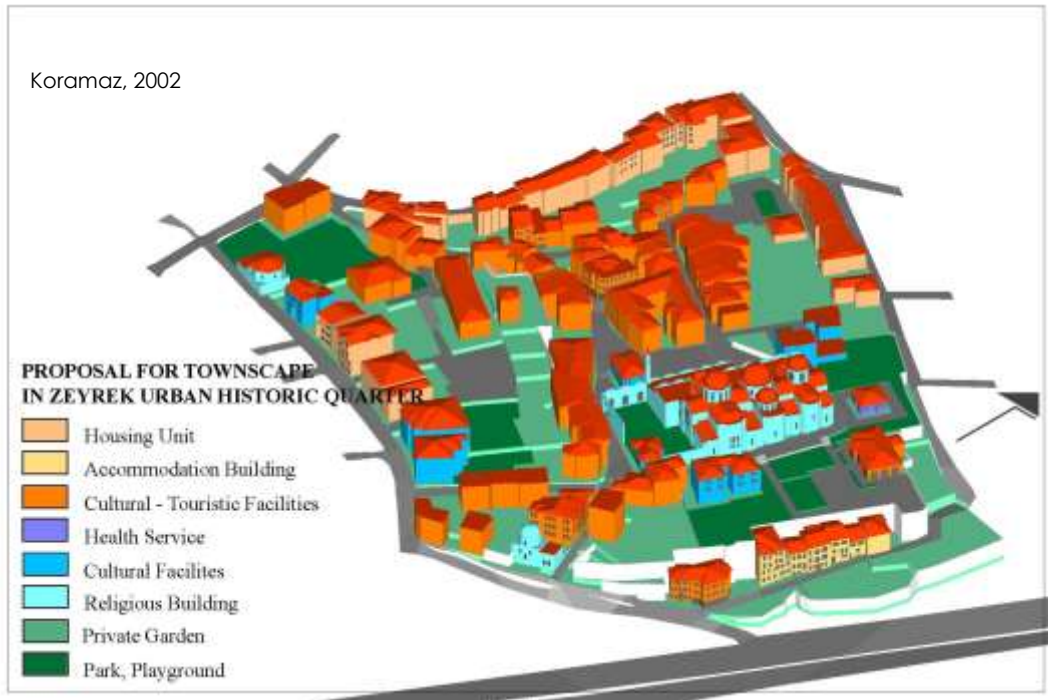 Koramaz, 2002
PROPOSAL FOR TOWNSCAPE
IN ZEYREK URBAN HISTORIC QUARTER
Housing Unit
Accommodation Building
Cultural - Touristic Facilities
Health Service
Cultural Facilites
Religious Building
Private Garden
Park, Playground